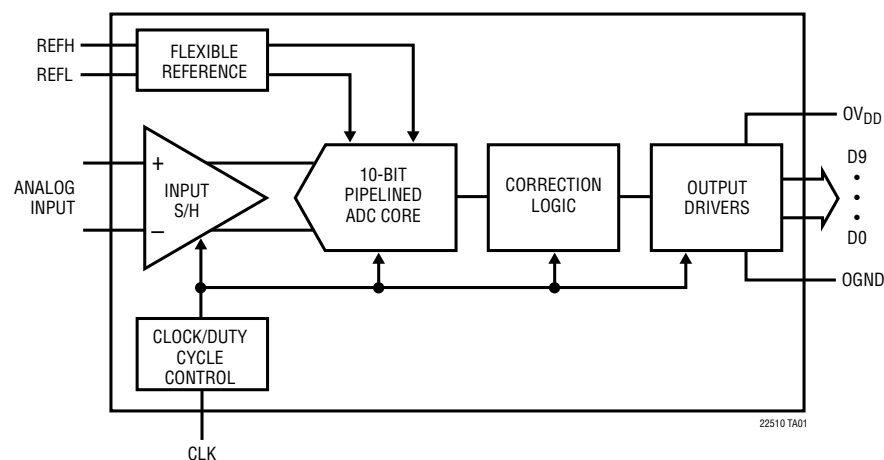 REFH
REFL
FLEXIBLE
REFERENCE
OVDD
ANALOG
INPUT
+
–
INPUT
S/H
10-BIT
PIPELINED
ADC CORE
CORRECTION
LOGIC
OUTPUT
DRIVERS
D9
•
•
•
D0
OGND
CLOCK/DUTY
CYCLE
CONTROL
22510 TA01
CLK